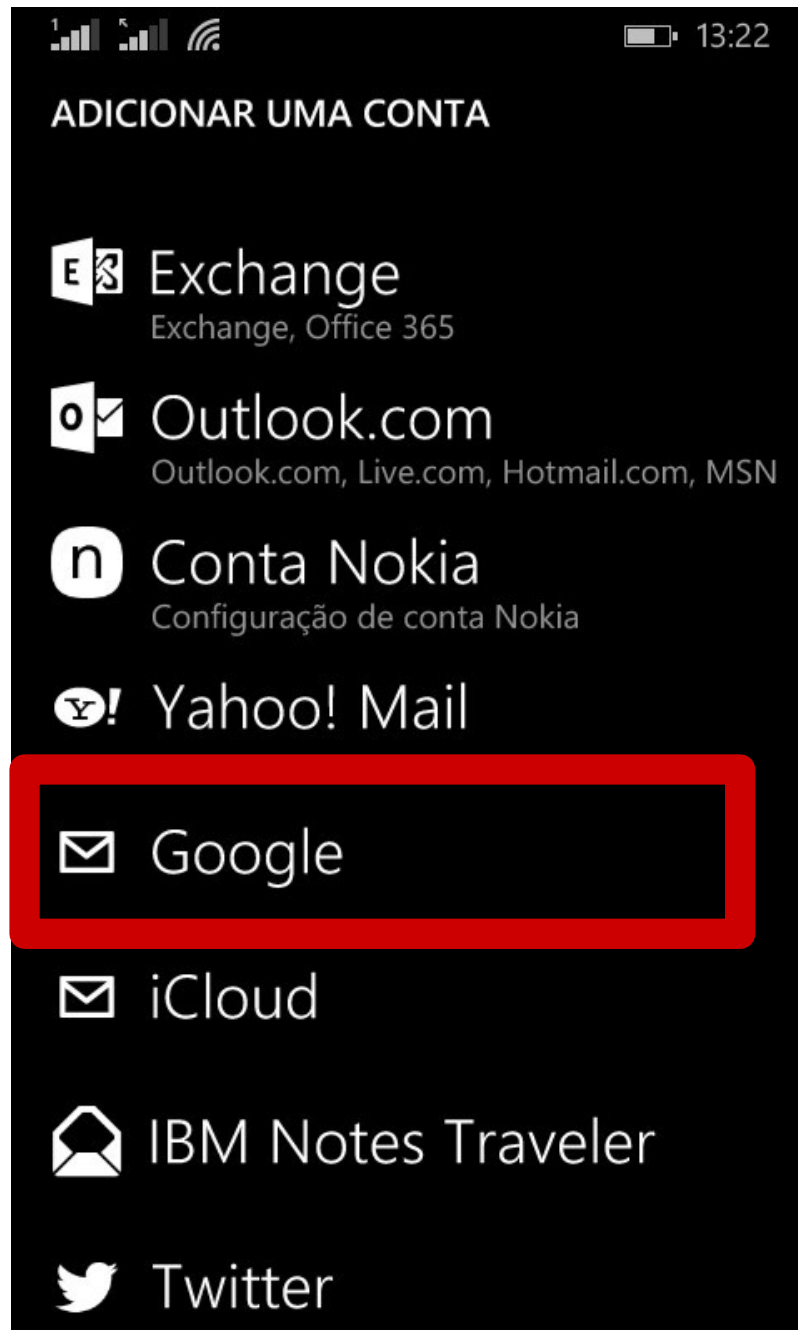 1 13:22
ADICIONAR UMA CONTA
E Exchange
Exchange, Office 365
O Outlook.com
Outlook.com, Live.com, Hotmail.com, MSN
n Conta Nokia
Configuração de conta Nokia
Y! Yahoo! Mail
Google
iCloud
IBM Notes Traveler
Twitter